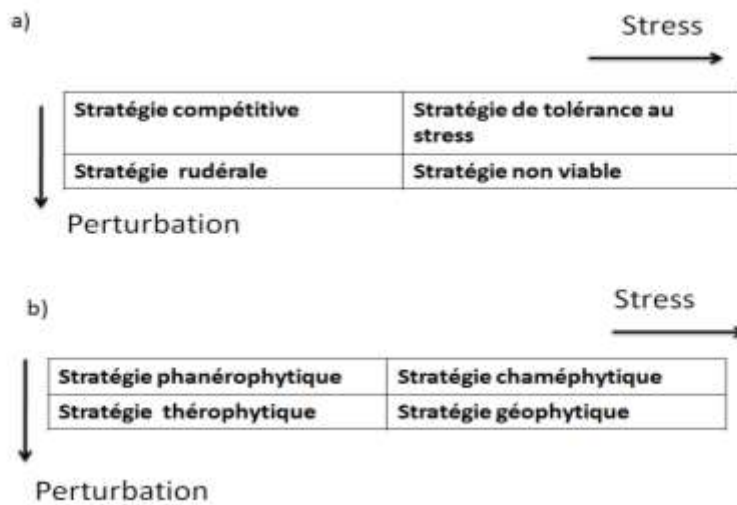 a)
Stress
Stratégie compétitive
Stratégie de tolérance au
stress
Stratégie rudérale
Stratégie non viable
Perturbation
b)
Stress
Stratégie phanérophytique
Stratégie chaméphytique
Stratégie thérophytique
Stratégie géophytique
Perturbation